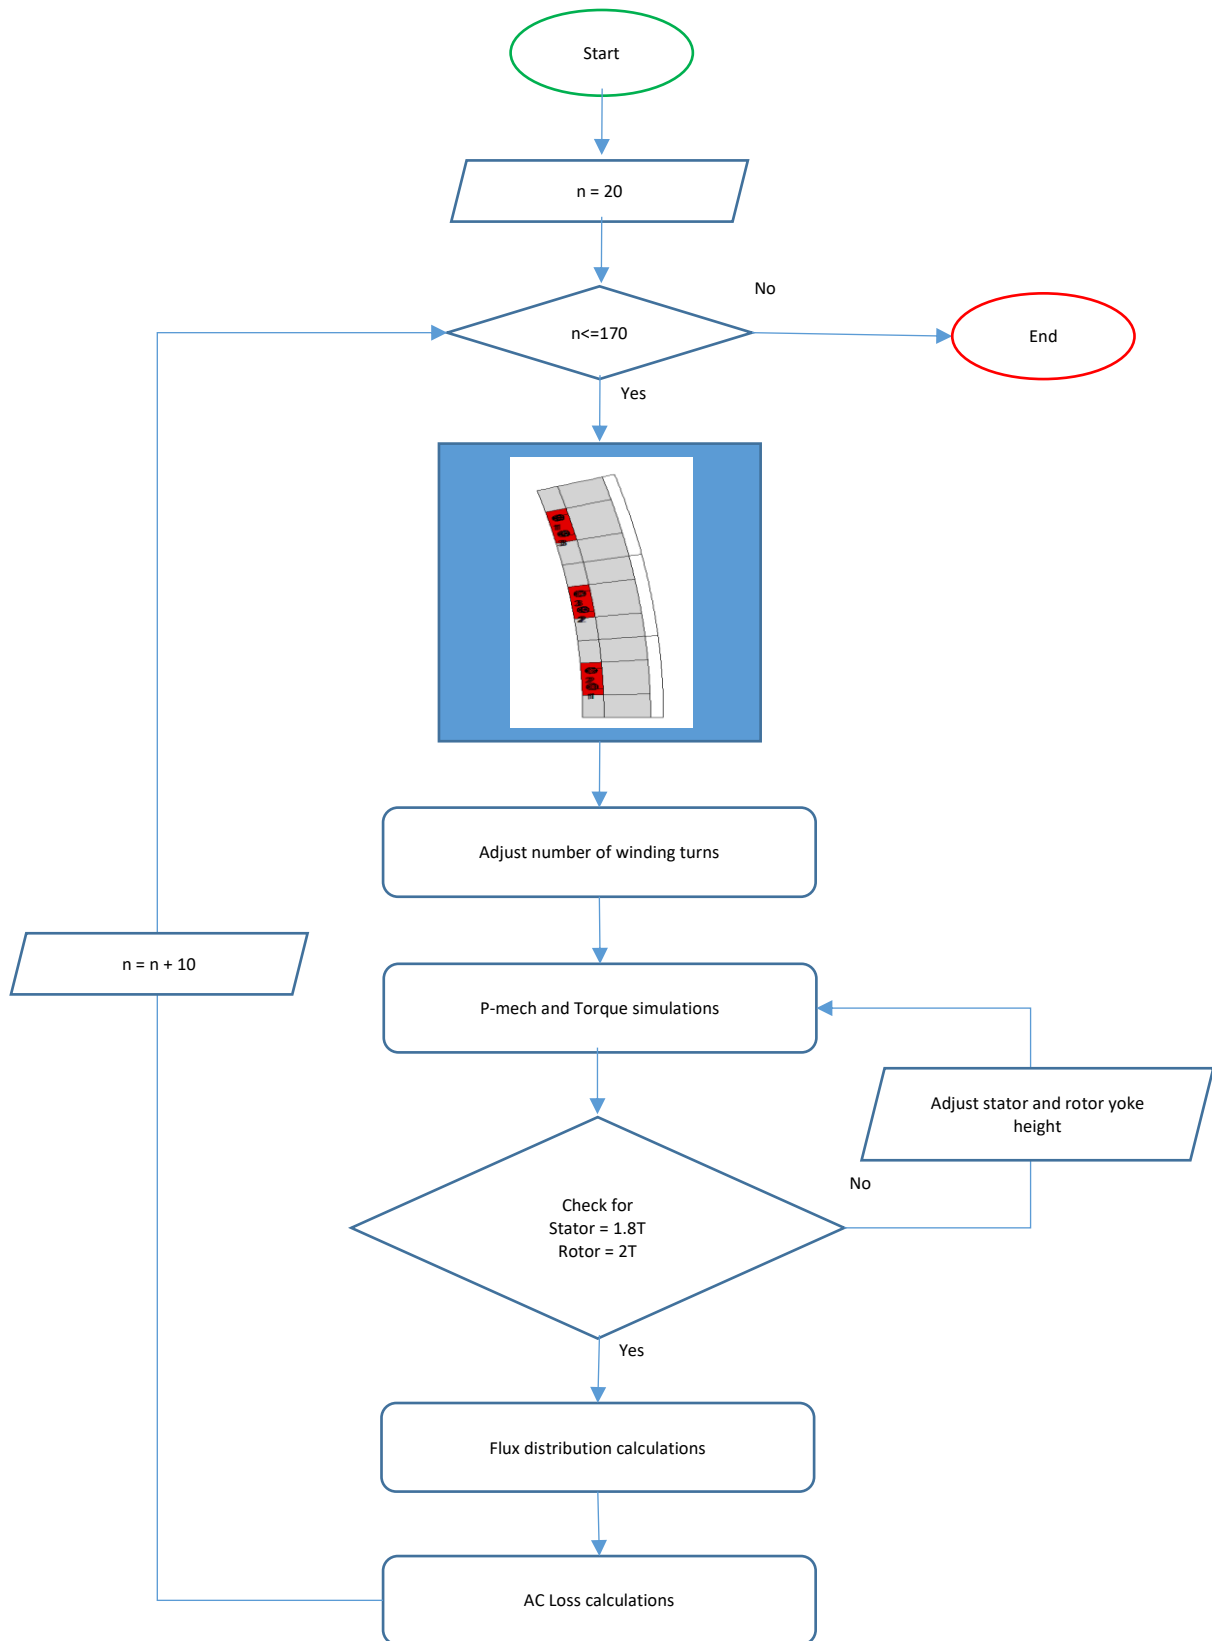 Start
n = 20
n<=170
No
End
Yes
Adjust number of winding turns
n = n + 10
P-mech and Torque simulations
Adjust stator and rotor yoke
height
No
Check for
Stator = 1.8T
Rotor = 2T
Yes
Flux distribution calculations
AC Loss calculations